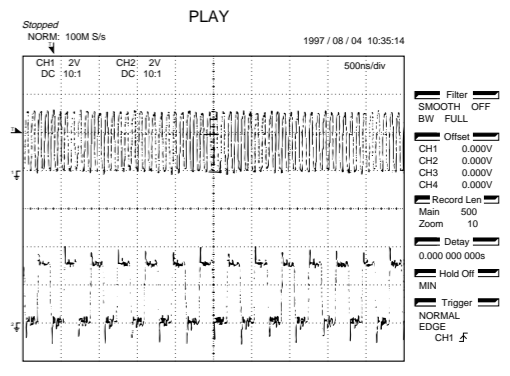 PLAY
Stopped
NORM: 100M S/s
1997 / 08 / 04 10:35:14
CH1 2V CH2 2V 500ns/div
DC 10:1 DC 10:1
Filter
SMOOTH OFF
BW FULL
Offset
CH1 0.000V
CH2 0.000V
CH3 0.000V
CH4 0.000V
Record Len
Main 500
Zoom 10
Detay
0.000 000 000s
Hold Off
MIN
Trigger
NORMAL
EDGE
CH1